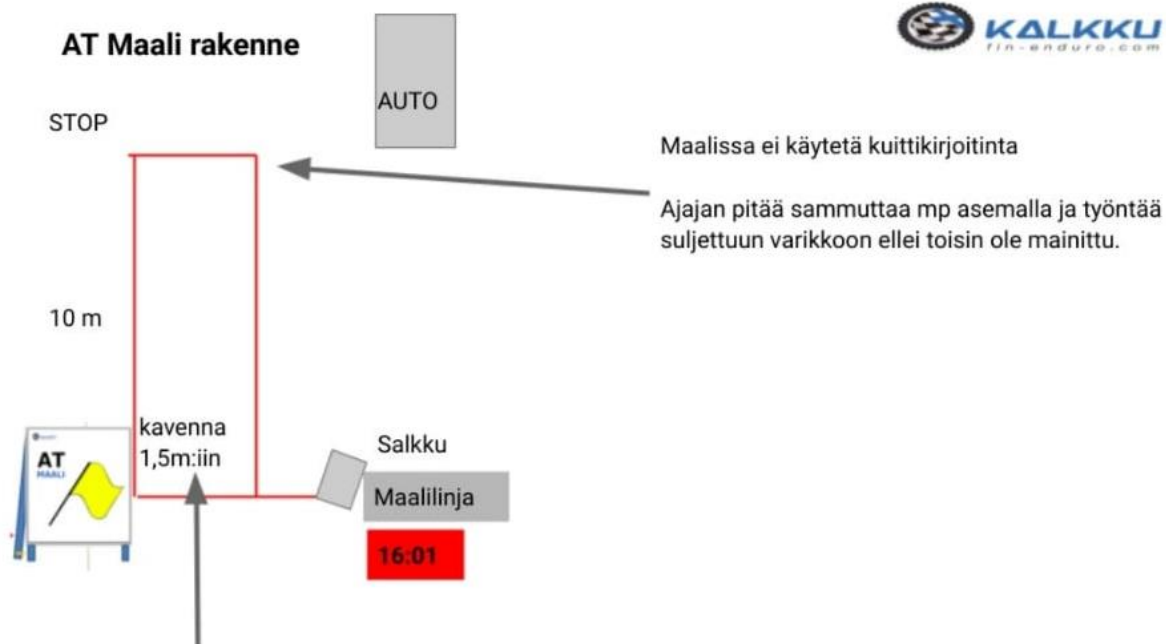 AT Maali rakenne
KALKKU
fin-enduro.com
AUTO
STOP
Maalissa ei käytetä kuittikirjoitinta
Ajajan pitää sammuttaa mp asemalla ja työntää
suljettuun varikkoon ellei toisin ole mainittu.
10 m
kavenna
1,5m:iin
AT
MAALI
Salkku
Maalilinja
16:01